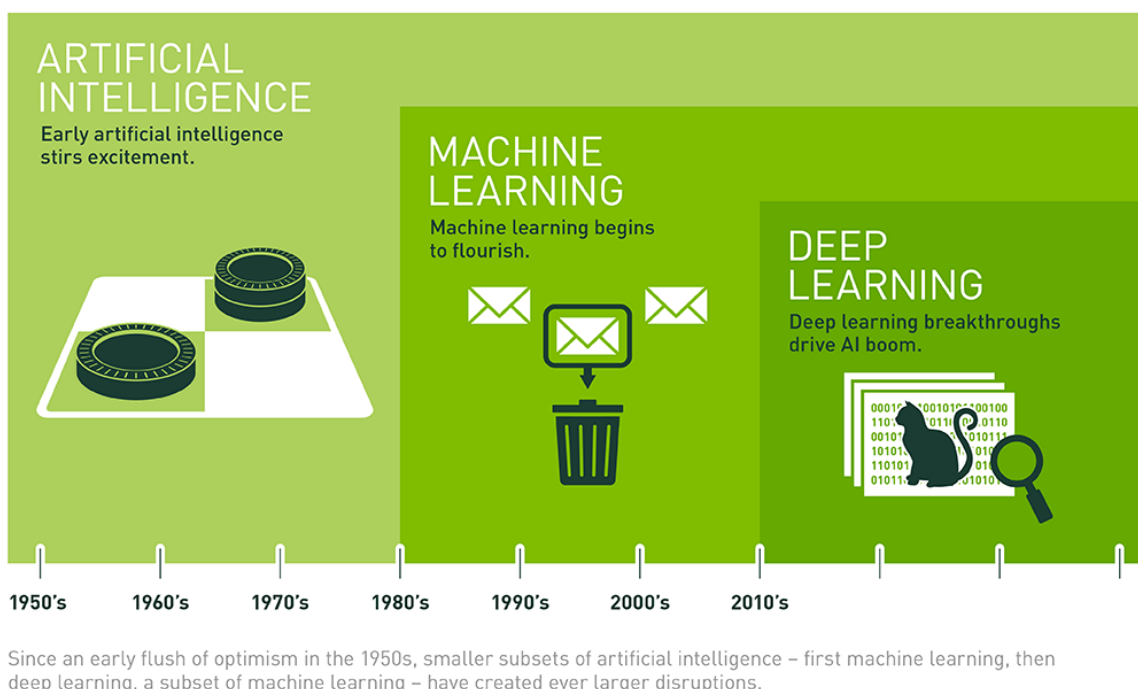 ARTIFICIAL
INTELLIGENCE
Early artificial intelligence
stirs excitement.
MACHINE
LEARNING
Machine learning begins
to flourish.
DEEP
LEARNING
Deep learning breakthroughs
drive AI boom.
1950's
1960's
1970's
1980's
1990's
2000's
2010's
Since an early flush of optimism in the 1950s, smaller subsets of artificial intelligence – first machine learning, then
deep learning, a subset of machine learning – have created ever larger disruptions.